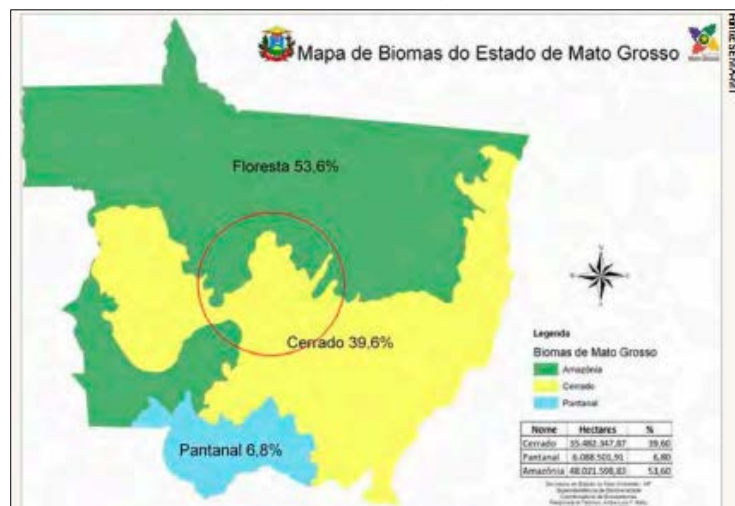 Mapa de Biomas do Estado de Mato Grosso
Floresta 53,6%
Cerrado 39,6%
Pantanal 6,8%
Legenda
Biomas de Mato Grosso
Amazônia
Cerrado
Pantanal
Nome Hectares %
Cerrado 35.482.347,87 39,60
Pantanal 6.088.501,91 6,80
Amazônia 48.021.598,83 53,60